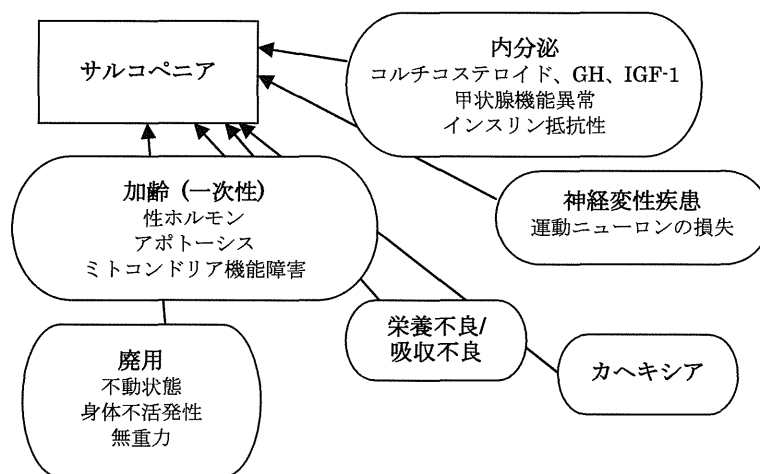 サルコペニア
内分泌
コルチコステロイド、GH、IGF-1
甲状腺機能異常
インスリン抵抗性
加齢 (一次性)
性ホルモン
アポトーシス
ミトコンドリア機能障害
神経変性疾患
運動ニューロンの損失
栄養不良/
吸収不良
カヘキシア
廃用
不動状態
身体不活発性
無重力